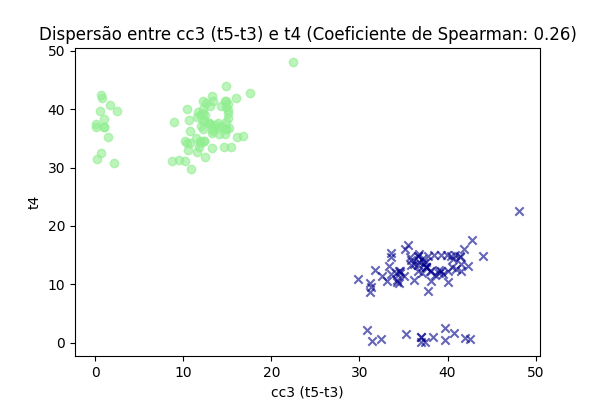 Dispersão entre cc3 (t5-t3) e t4 (Coeficiente de Spearman: 0.26)
50
40
30
20
10
0
t4
0 10 20 30 40 50
cc3 (t5-t3)